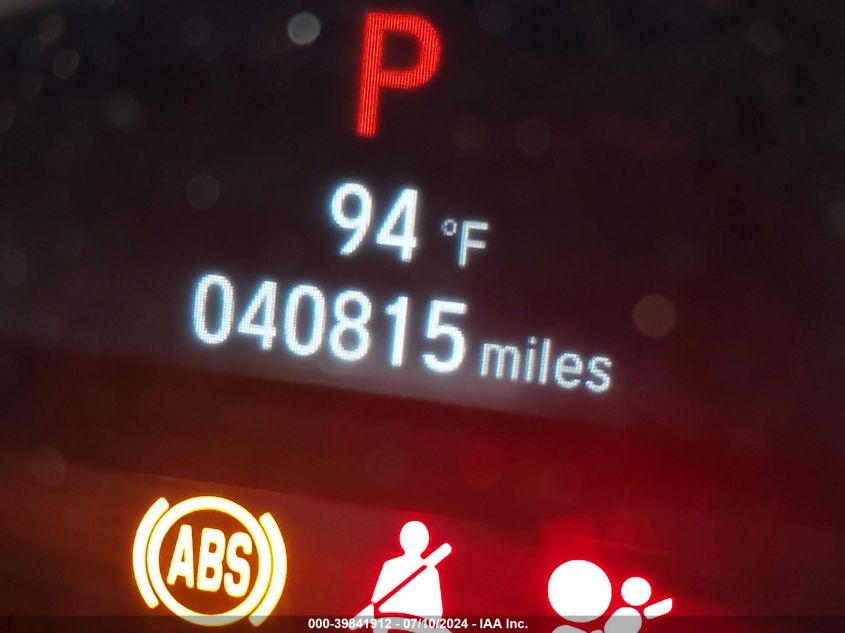 P
94 °F
040815 miles
ABS
000-39841912 - 07/10/2024 - IAA Inc.